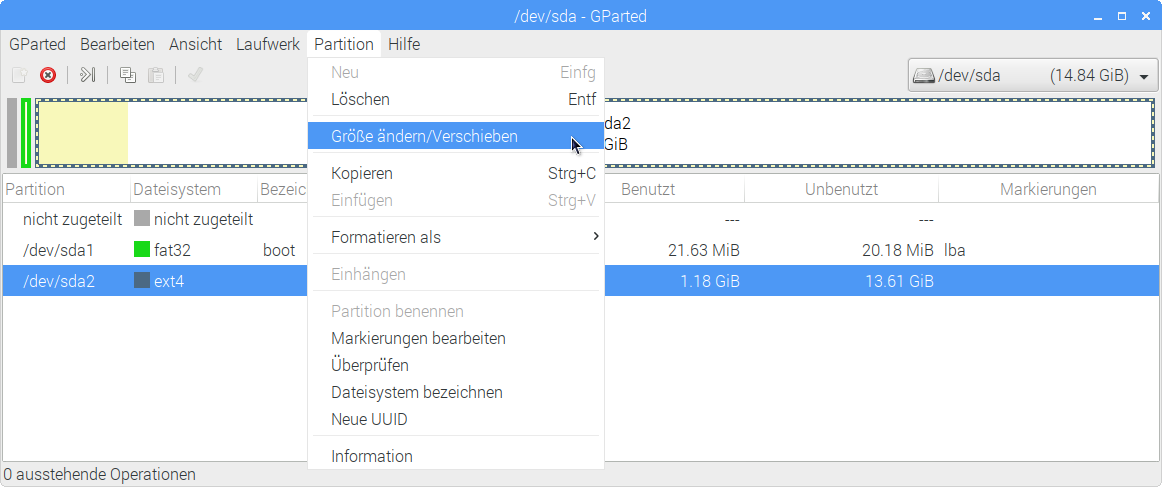 /dev/sda - GParted
GParted Bearbeiten Ansicht Laufwerk Partition Hilfe
/dev/sda (14.84 GiB)
Neu Einfg
Löschen Entf
Größe ändern/Verschieben
Kopieren Strg+C
Einfügen Strg+V
Formatieren als
Einhängen
Partition benennen
Markierungen bearbeiten
Überprüfen
Dateisystem bezeichnen
Neue UUID
Information
da2
GiB
Partition Dateisystem Bezeic Benutzt Unbenutzt Markierungen
nicht zugeteilt nicht zugeteilt --- ---
/dev/sda1 fat32 boot 21.63 MiB 20.18 MiB lba
/dev/sda2 ext4 1.18 GiB 13.61 GiB
0 ausstehende Operationen